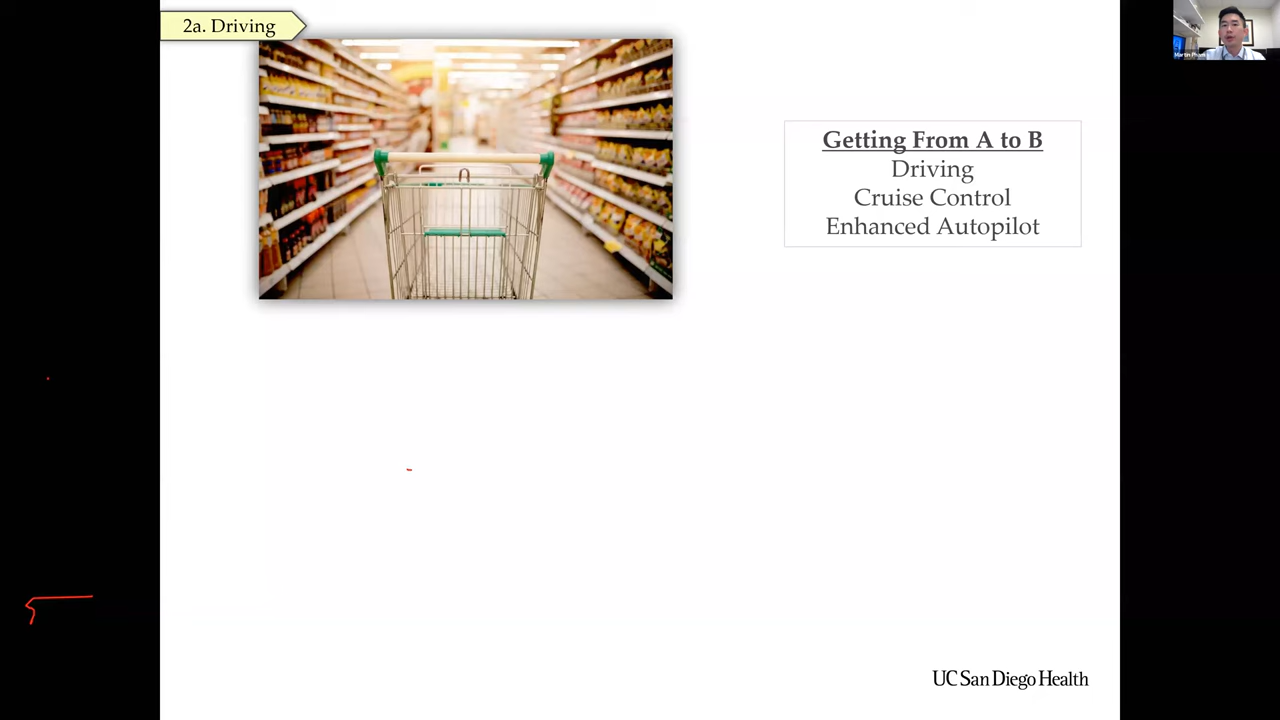 2a. Driving
Getting From A to B
Driving
Cruise Control
Enhanced Autopilot
UC San Diego Health